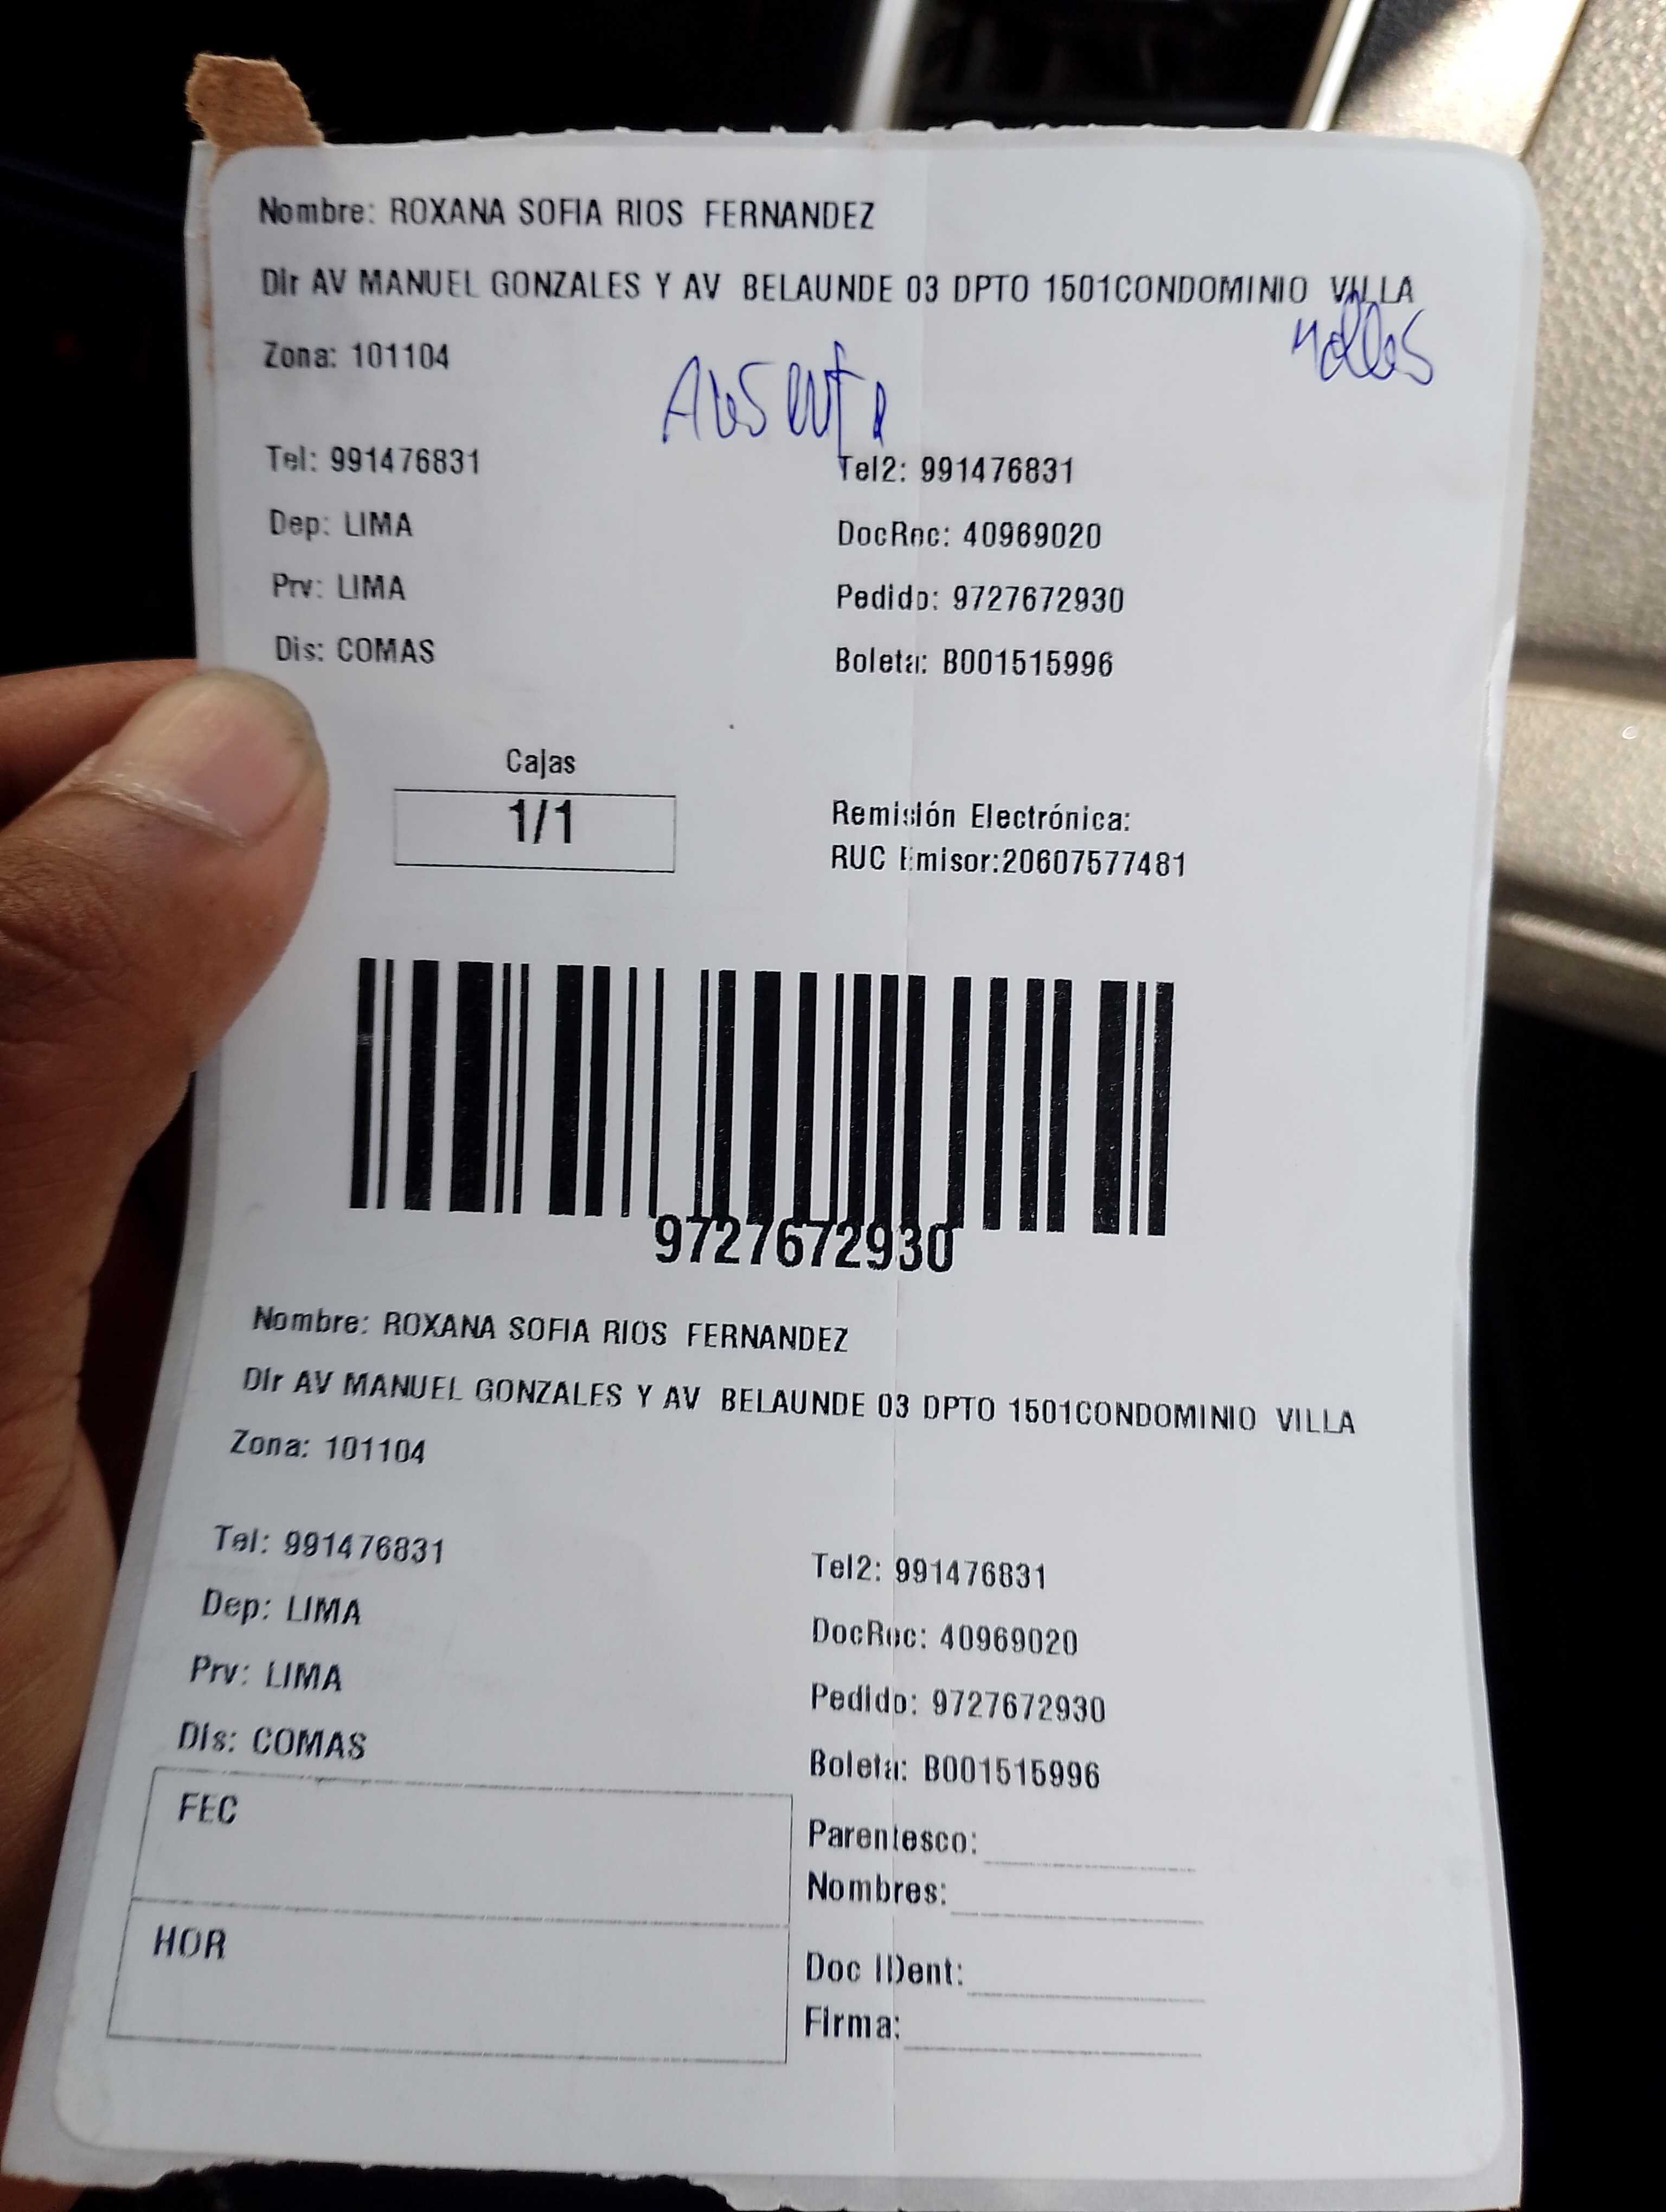 Nombre: ROXANA SOFIA RIOS FERNANDEZ
Dir AV MANUEL GONZALES Y AV BELAUNDE 03 DPTO 1501CONDOMINIO VILLA
Zona: 101104
Ausente
Tel: 991476831 Tel2: 991476831
Dep: LIMA DocRec: 40969020
Prv: LIMA Pedido: 9727672930
Dis: COMAS Boleta: B001515996
Cajas
1/1
Remisión Electrónica:
RUC Emisor:20607577481
9727672930
Nombre: ROXANA SOFIA RIOS FERNANDEZ
Dir AV MANUEL GONZALES Y AV BELAUNDE 03 DPTO 1501CONDOMINIO VILLA
Zona: 101104
Tel: 991476831 Tel2: 991476831
Dep: LIMA DocRec: 40969020
Prv: LIMA Pedido: 9727672930
Dis: COMAS Boleta: B001515996
FEC
HOR
Parentesco:
Nombres:
Doc IDent:
Firma: